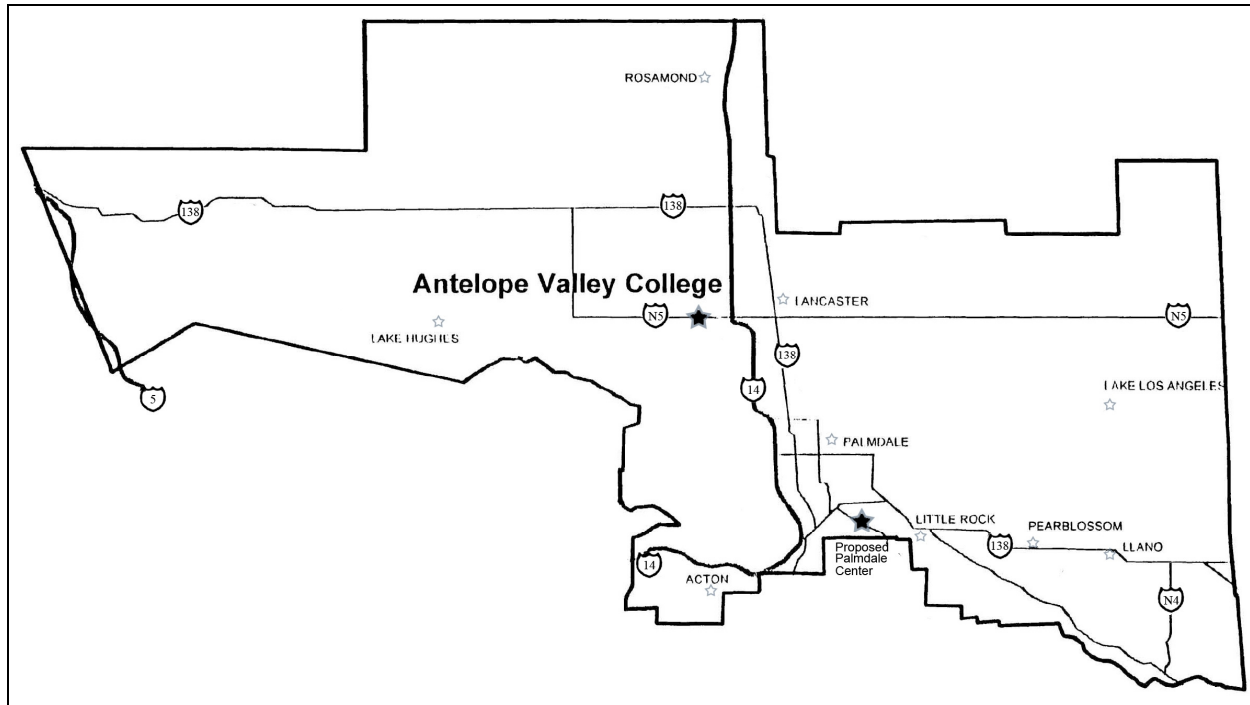 ROSAMOND
138
138
Antelope Valley College
N5
LANCASTER
N5
LAKE HUGHES
138
5
14
LAKE LOS ANGELES
PALMDALE
LITTLE ROCK
PEARBLOSSOM
138
LLANO
Proposed
Palmdale
Center
14
ACTON
N4